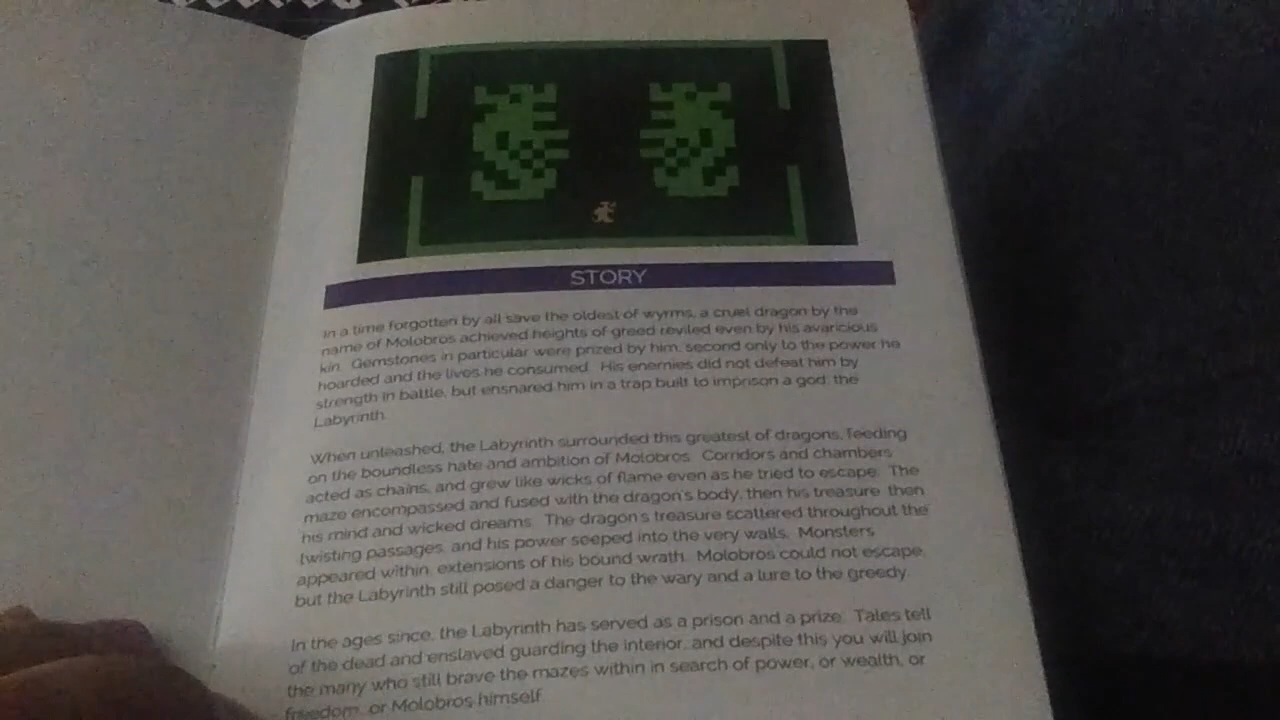 STORY
In a time forgotten by all save the oldest of wyrms, a cruel dragon by the
name of Molobros achieved heights of greed reviled even by his avaricious
kin. Gemstones in particular were prized by him, second only to the power he
hoarded and the lives he consumed. His enemies did not defeat him by
strength in battle, but ensnared him in a trap built to imprison a god: the
Labyrinth.
When unleashed, the Labyrinth surrounded this greatest of dragons, feeding
on the boundless hate and ambition of Molobros. Corridors and chambers
acted as chains, and grew like wicks of flame even as he tried to escape. The
maze encompassed and fused with the dragon's body, then his treasure, then
his mind and wicked dreams. The dragon's treasure scattered throughout the
twisting passages, and his power seeped into the very walls. Monsters
appeared within, extensions of his bound wrath. Molobros could not escape,
but the Labyrinth still posed a danger to the wary and a lure to the greedy.
In the ages since, the Labyrinth has served as a prison and a prize. Tales tell
of the dead and enslaved guarding the interior, and despite this you will join
the many who still brave the mazes within in search of power, or wealth, or
freedom, or Molobros himself.